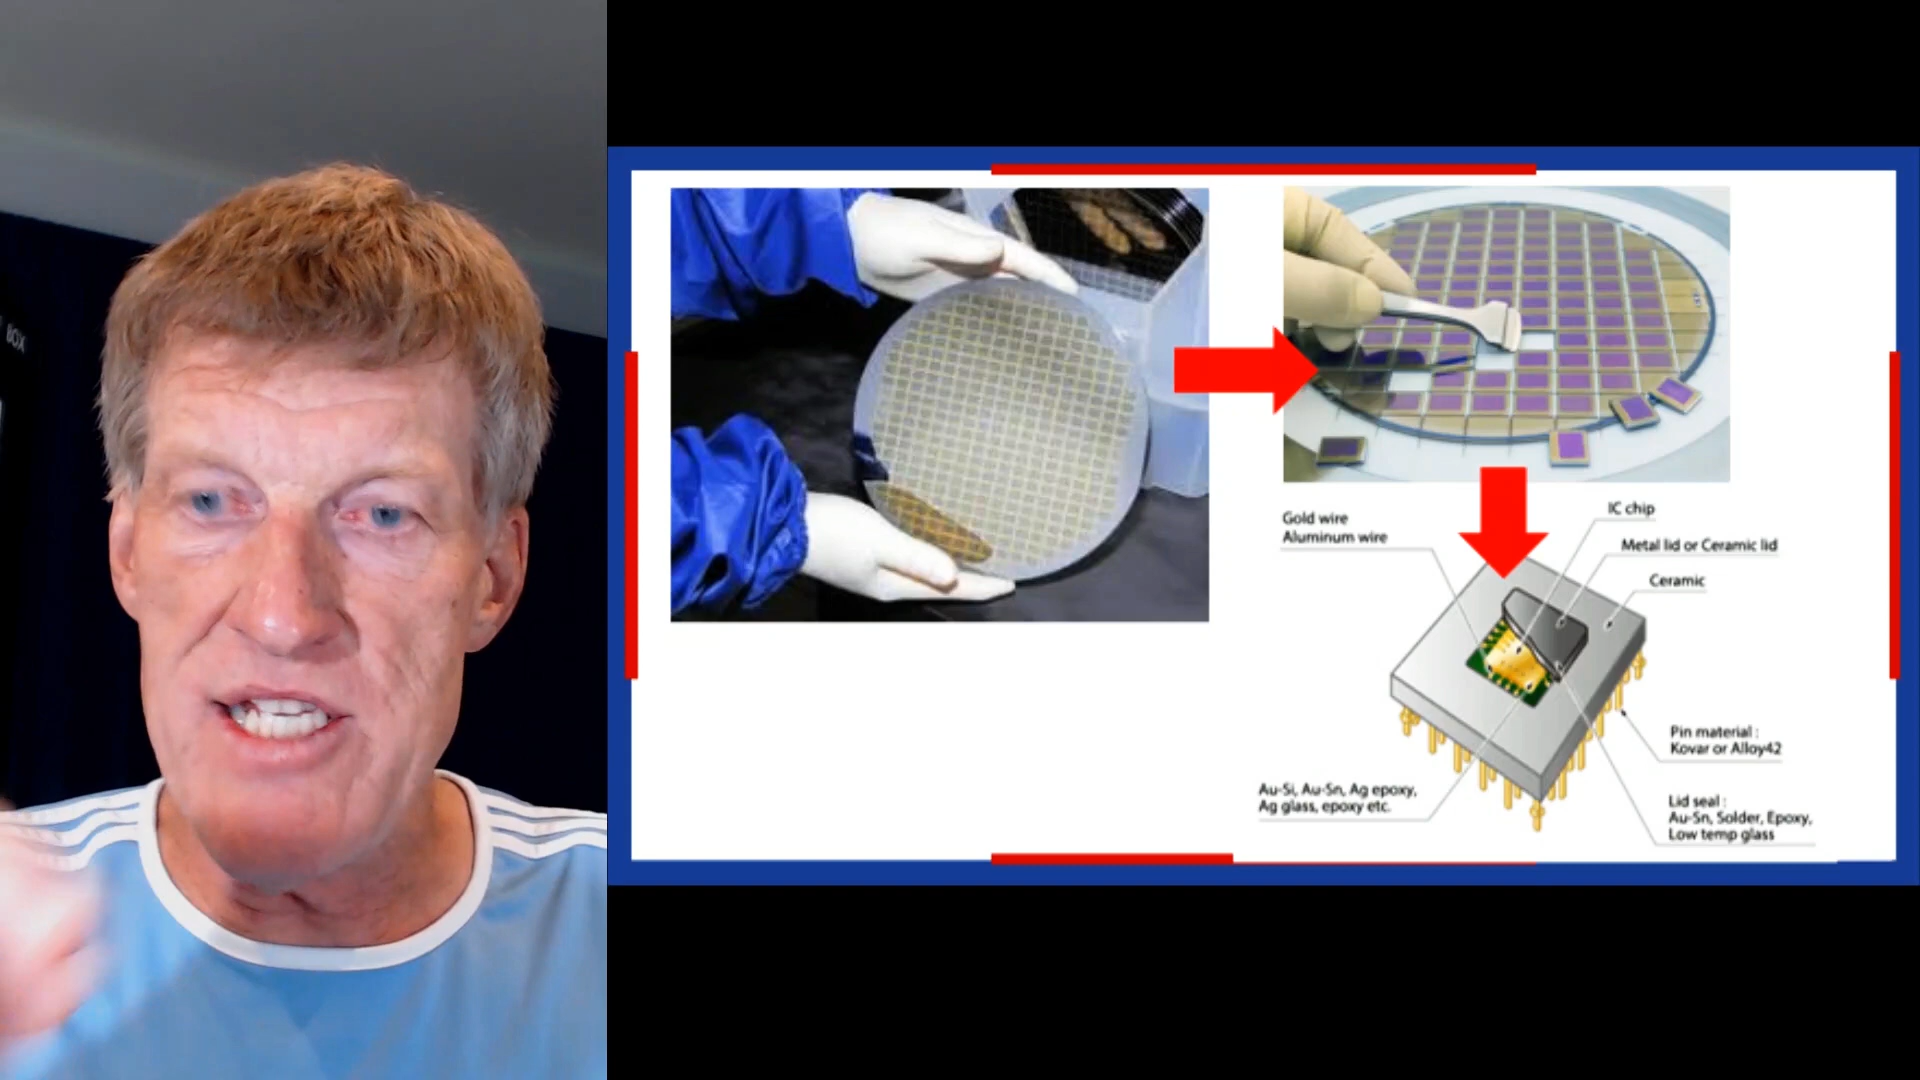 BOX
Gold wire
Aluminum wire
IC chip
Metal lid or Ceramic lid
Ceramic
Pin material :
Kovar or Alloy42
Au-Si, Au-Sn, Ag epoxy,
Ag glass, epoxy etc.
Lid seal :
Au-Sn, Solder, Epoxy,
Low temp glass